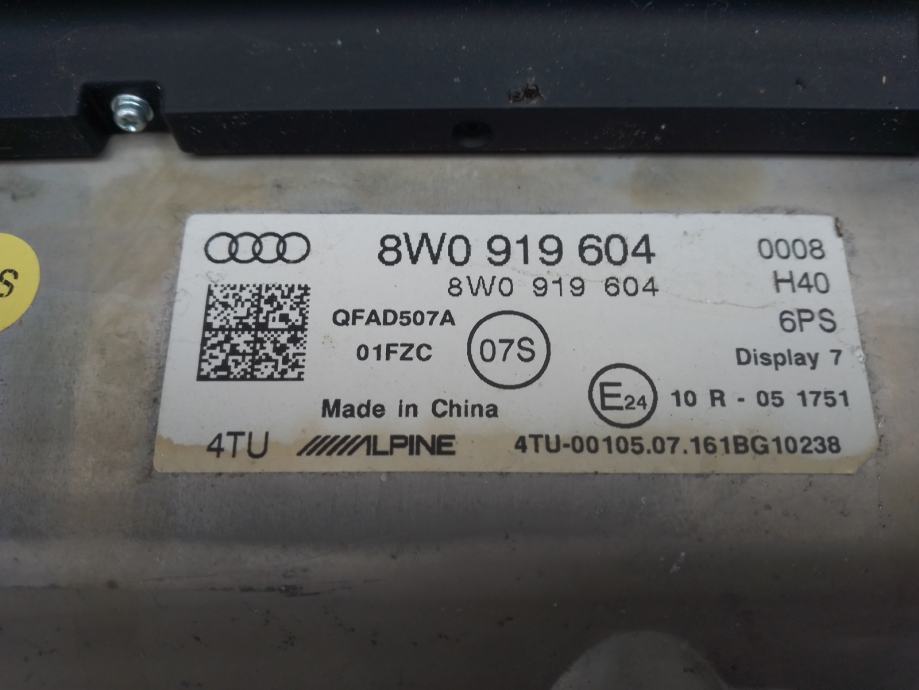 8W0 919 604 0008
8W0 919 604 H40
QFAD507A 6PS
01FZC 07S Display 7
Made in China E24 10 R - 05 1751
4TU ALPINE 4TU-00105.07.161BG10238
S